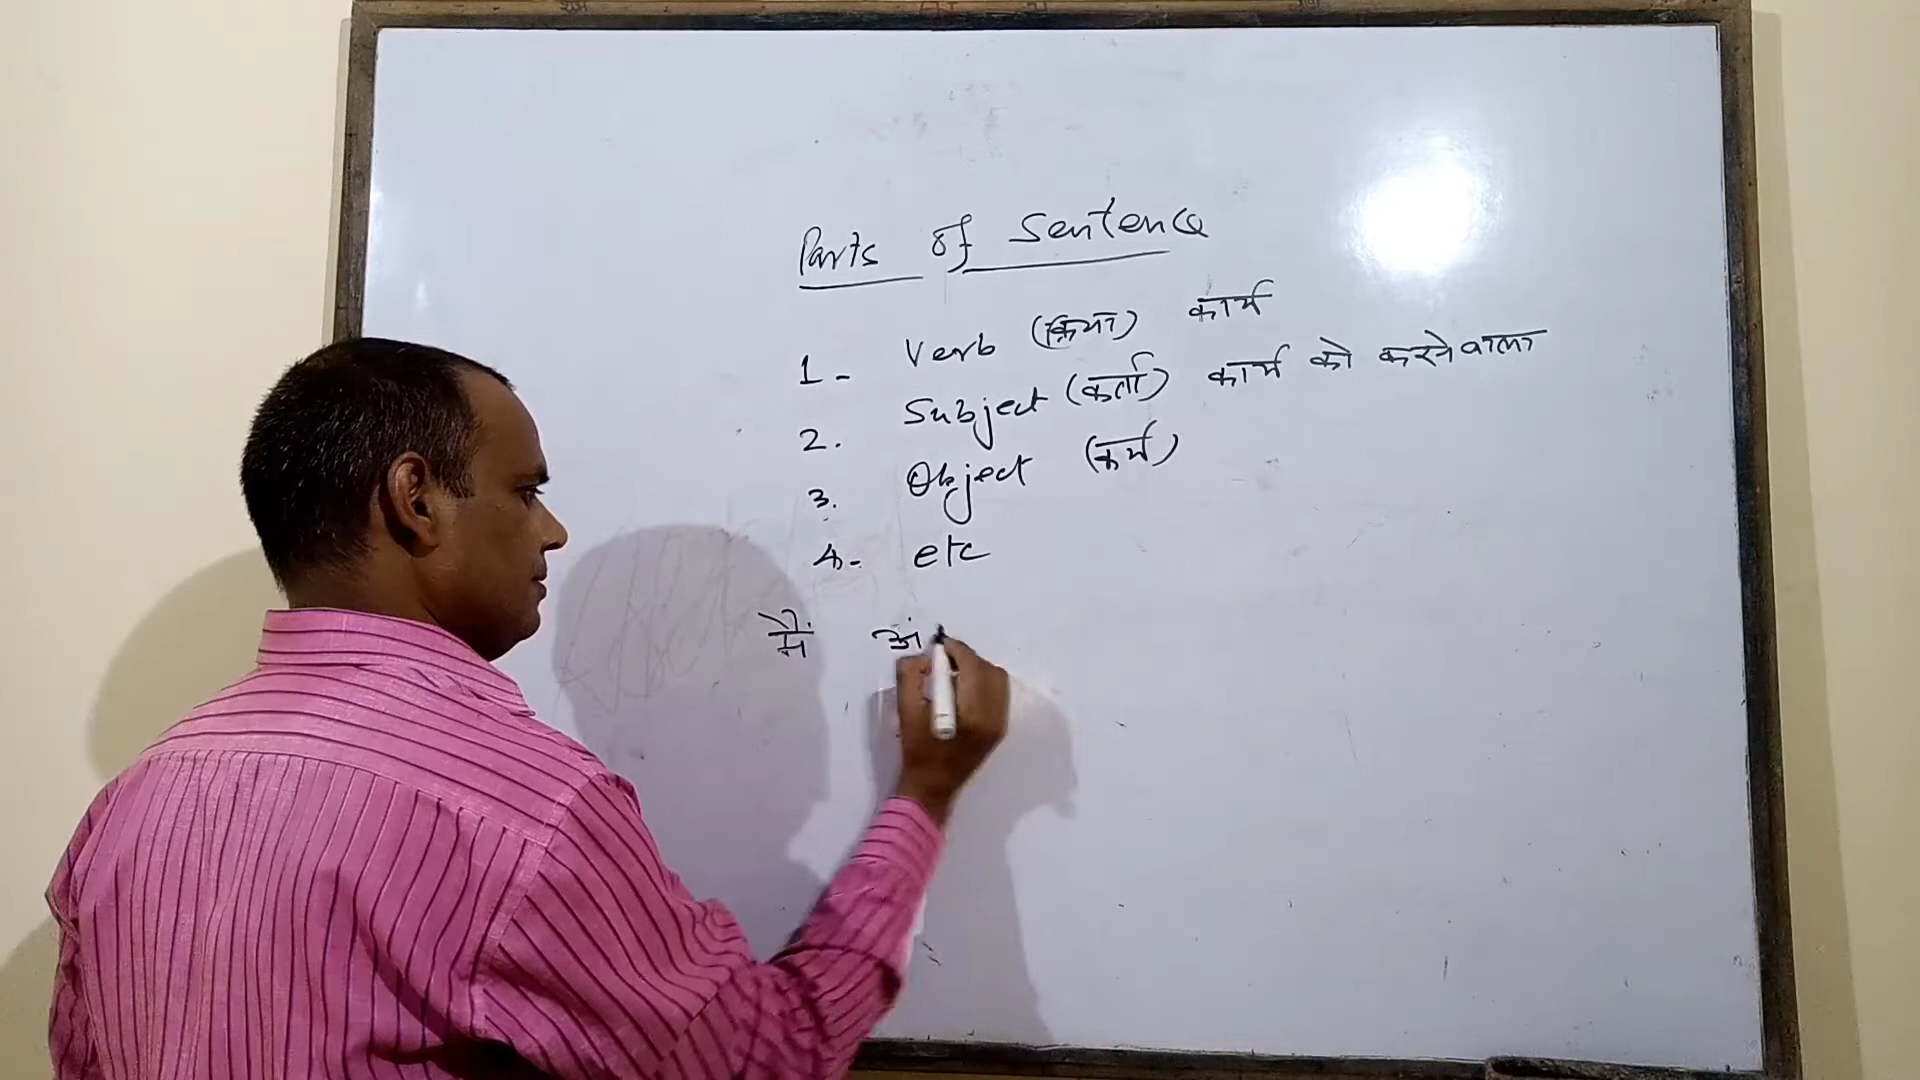 Parts of Sentence
1- Verb (क्रिया) कार्य
2. Subject (कर्ता) कार्य को करने वाला
3. Object (कर्म)
4- etc
मैं अं